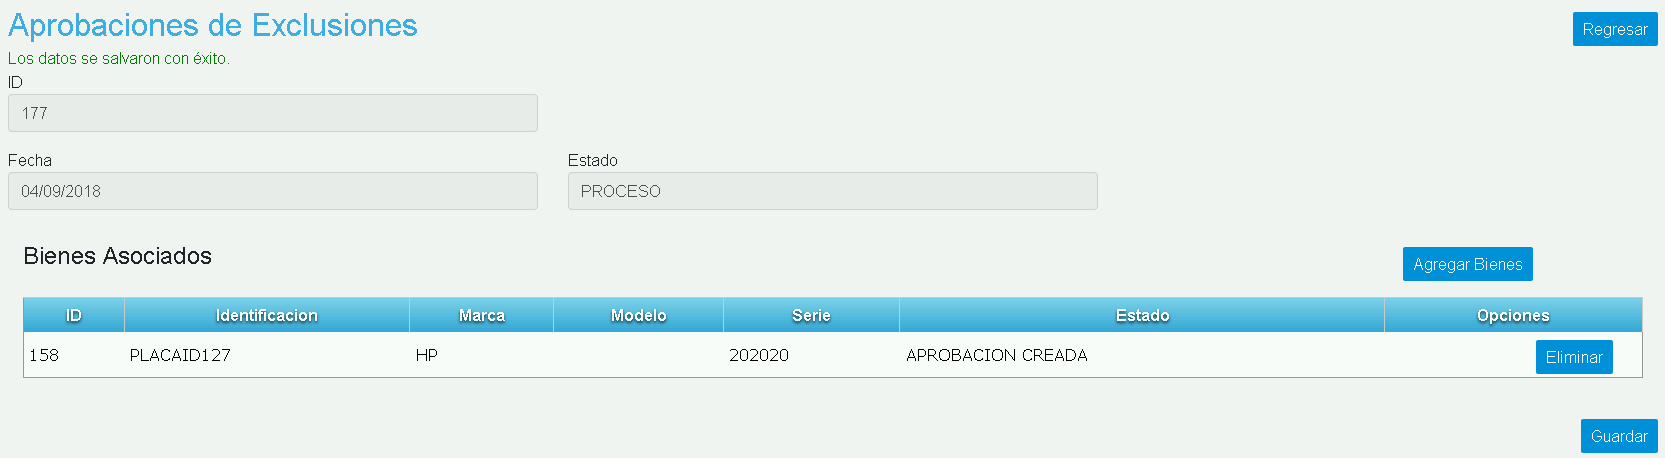 Aprobaciones de Exclusiones
Regresar
Los datos se salvaron con éxito.
ID
177
Fecha
Estado
04/09/2018
PROCESO
Bienes Asociados
Agregar Bienes
ID Identificacion Marca Modelo Serie Estado Opciones
158 PLACAID127 HP 202020 APROBACION CREADA Eliminar
Guardar